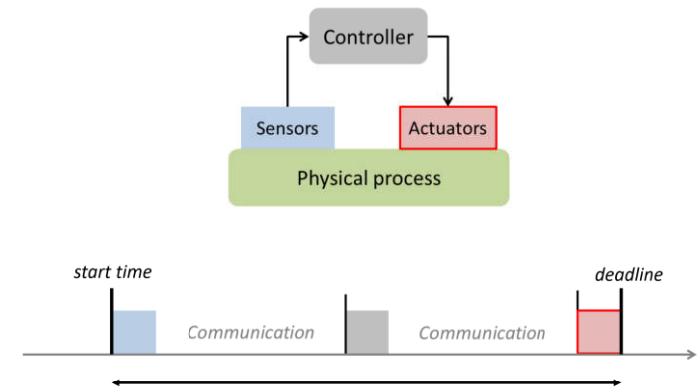 Controller
Sensors
Actuators
Physical process
start time
deadline
Communication
Communication